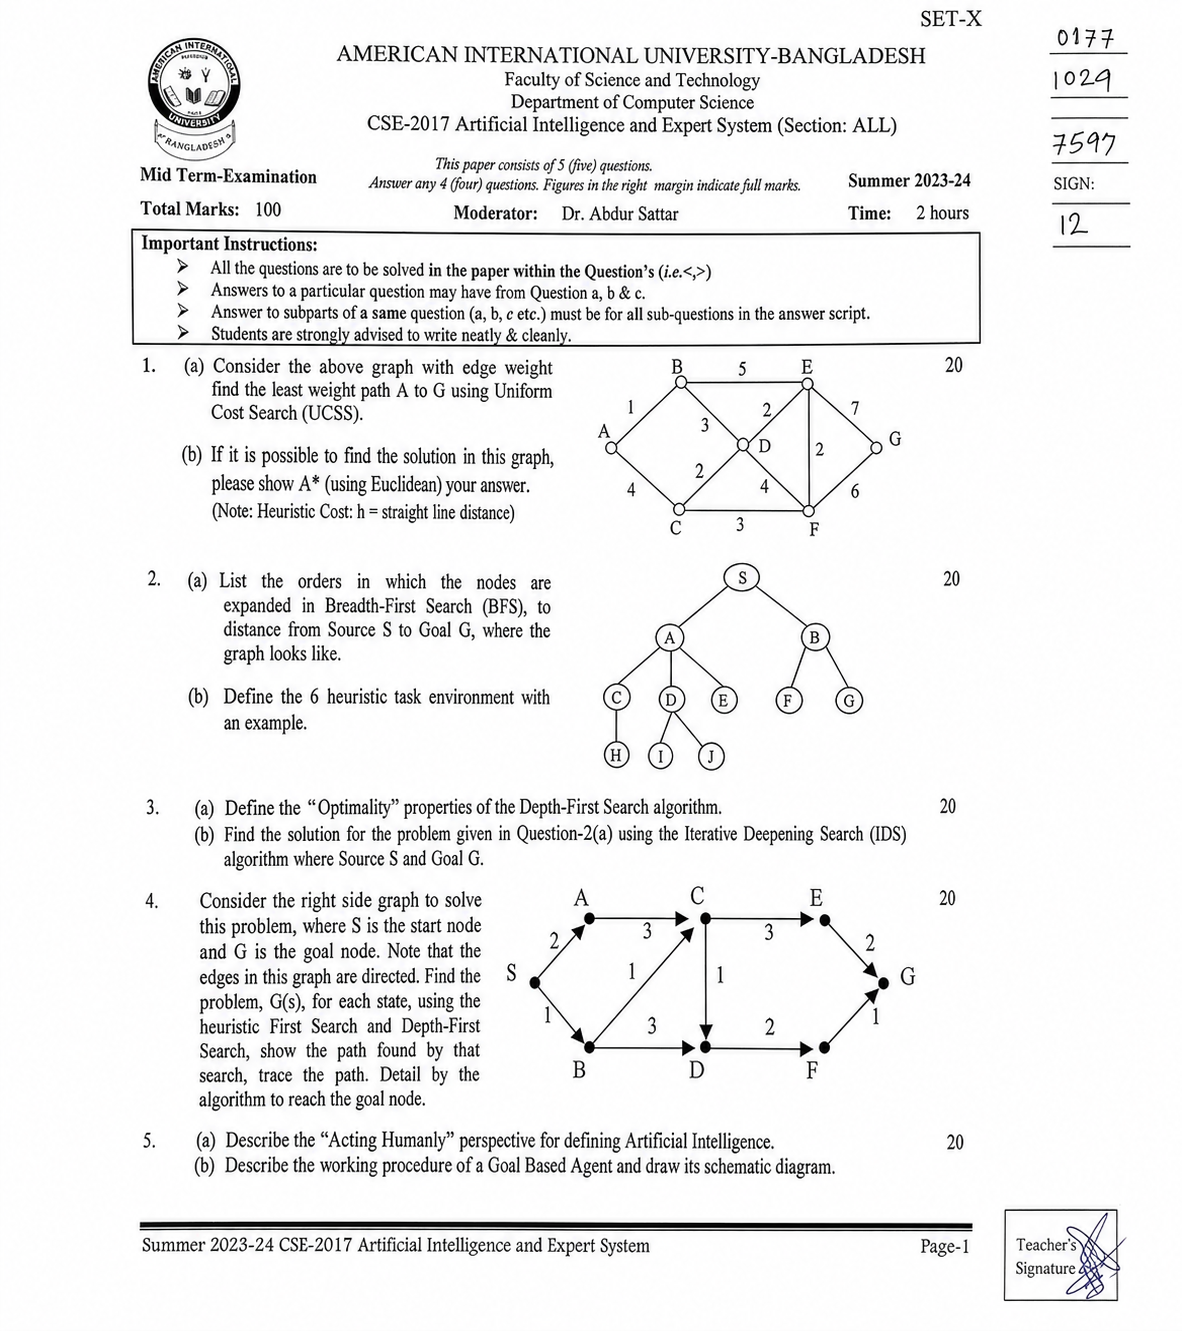 SET-X
0177
1029
7597
SIGN:
12
AMERICAN INTERNATIONAL
UNIVERSITY
RANGLADESH
AMERICAN INTERNATIONAL UNIVERSITY-BANGLADESH
Faculty of Science and Technology
Department of Computer Science
CSE-2017 Artificial Intelligence and Expert System (Section: ALL)
This paper consists of 5 (five) questions.
Mid Term-Examination
Answer any 4 (four) questions. Figures in the right margin indicate full marks.
Summer 2023-24
Total Marks: 100
Moderator: Dr. Abdur Sattar
Time: 2 hours
Important Instructions:
➤ All the questions are to be solved in the paper within the Question's (i.e.<,>)
➤ Answers to a particular question may have from Question a, b & c.
➤ Answer to subparts of a same question (a, b, c etc.) must be for all sub-questions in the answer script.
➤ Students are strongly advised to write neatly & cleanly.
1. (a) Consider the above graph with edge weight
find the least weight path A to G using Uniform
Cost Search (UCSS).
(b) If it is possible to find the solution in this graph,
please show A* (using Euclidean) your answer.
(Note: Heuristic Cost: h = straight line distance)
B 5 E
1 3 2 7
A D 2 G
4 2 4 6
C 3 F
20
2. (a) List the orders in which the nodes are
expanded in Breadth-First Search (BFS), to
distance from Source S to Goal G, where the
graph looks like.
(b) Define the 6 heuristic task environment with
an example.
S
A B
C D E F G
H I J
20
3. (a) Define the “Optimality” properties of the Depth-First Search algorithm.
20
(b) Find the solution for the problem given in Question-2(a) using the Iterative Deepening Search (IDS)
algorithm where Source S and Goal G.
4. Consider the right side graph to solve
this problem, where S is the start node
and G is the goal node. Note that the
edges in this graph are directed. Find the
problem, G(s), for each state, using the
heuristic First Search and Depth-First
Search, show the path found by that
search, trace the path. Detail by the
algorithm to reach the goal node.
A C E
2 3 3 2
S 1 1 G
1 3 2 1
B D F
20
5. (a) Describe the “Acting Humanly” perspective for defining Artificial Intelligence.
20
(b) Describe the working procedure of a Goal Based Agent and draw its schematic diagram.
Summer 2023-24 CSE-2017 Artificial Intelligence and Expert System
Page-1
Teacher's
Signature